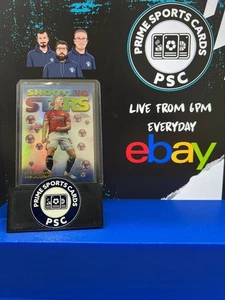 PRIME SPORTS CARDS
PSC
LIVE FROM 6PM
EVERYDAY
ebay
SHOOTING
STARS
PRIME SPORTS CARDS
PSC